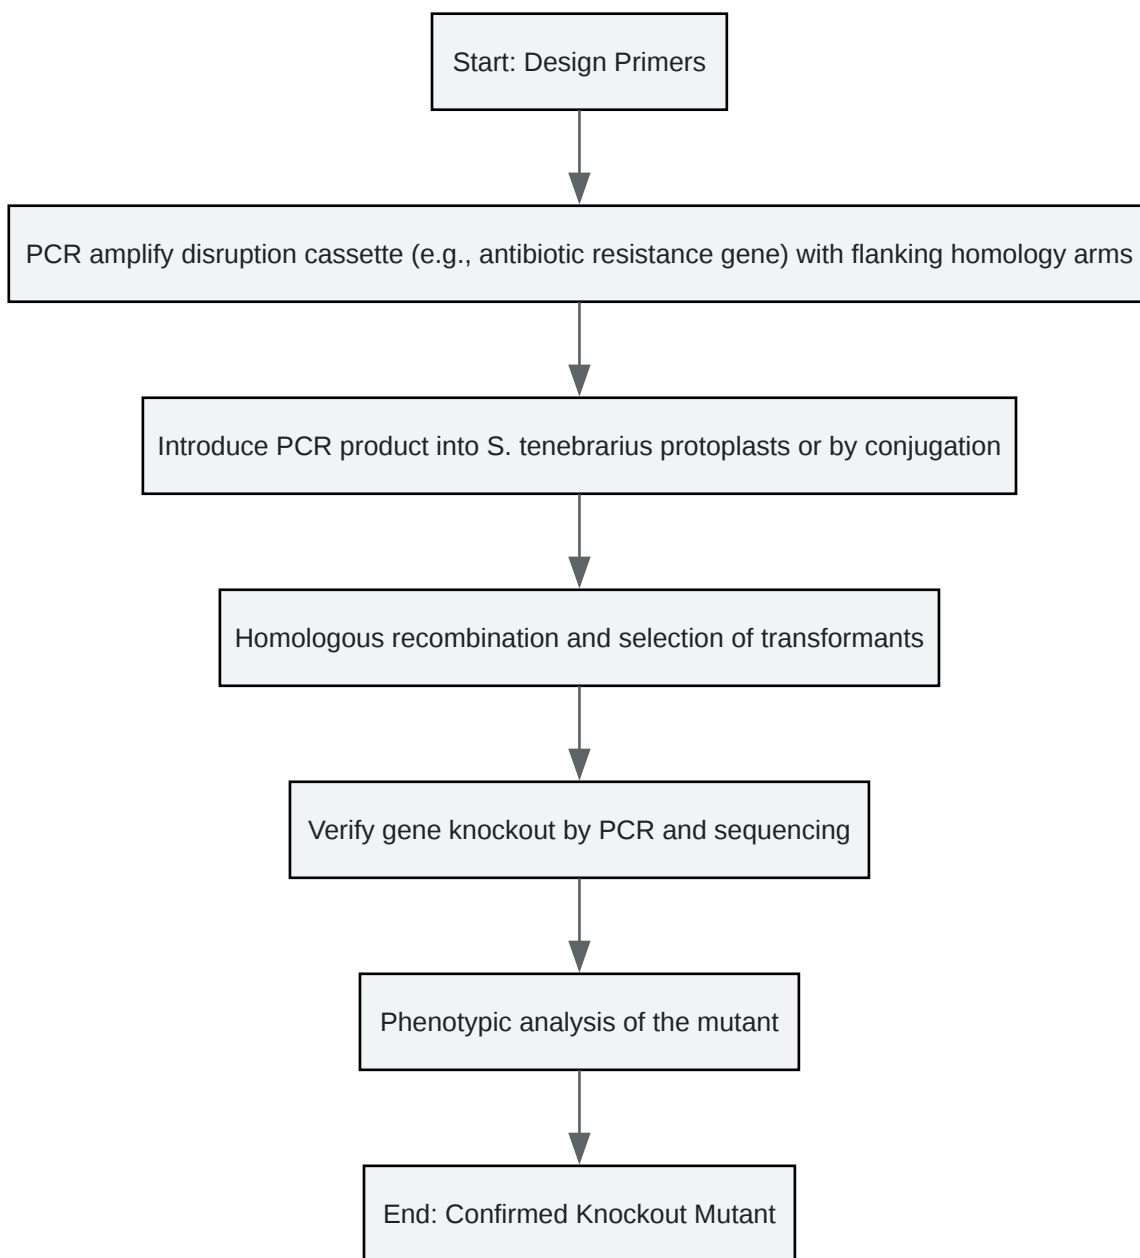 Start: Design Primers
PCR amplify disruption cassette (e.g., antibiotic resistance gene) with flanking homology arms
Introduce PCR product into S. tenebrarius protoplasts or by conjugation
Homologous recombination and selection of transformants
Verify gene knockout by PCR and sequencing
Phenotypic analysis of the mutant
End: Confirmed Knockout Mutant